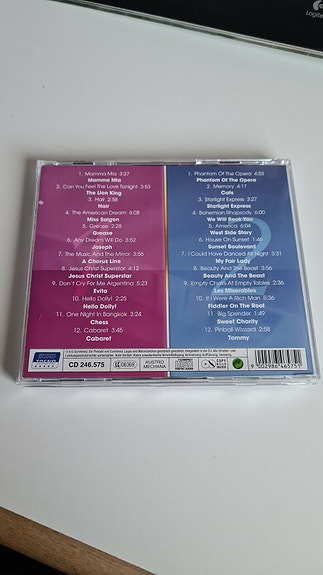 Logitec
1. Mamma Mia 3:27
Mamma Mia
2. Can You Feel The Love Tonight 3:53
The Lion King
3. Hair 2:58
Hair
4. The American Dream 6:08
Miss Saigon
5. Grease 2:28
Grease
6. Any Dream Will Do 3:52
Joseph
7. The Music And The Mirror 3:56
A Chorus Line
8. Jesus Christ Superstar 4:12
Jesus Christ Superstar
9. Don't Cry For Me Argentina 5:23
Evita
10. Hello Dolly! 2:25
Hello Dolly!
11. One Night In Bangkok 3:24
Chess
12. Cabaret 3:45
Cabaret
1. Phantom Of The Opera 4:53
Phantom Of The Opera
2. Memory 4:17
Cats
3. Starlight Express 3:27
Starlight Express
4. Bohemian Rhapsody 6:00
We Will Rock You
5. America 6:04
West Side Story
6. House On Sunset 1:46
Sunset Boulevard
7. I Could Have Danced All Night 3:31
My Fair Lady
8. Beauty And The Beast 3:56
Beauty And The Beast
9. Empty Chairs At Empty Tables 2:36
Les Miserables
10. If I Were A Rich Man 5:35
Fiddler On The Roof
11. Big Spender 1:49
Sweet Charity
12. Pinball Wizard 2:58
Tommy
EURO
CD 246.575
AUSTRO
MECHANA
9 002986 465751